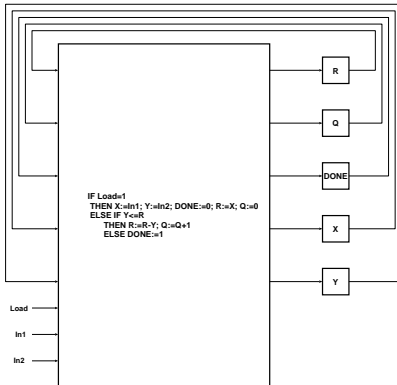 R
Q
DONE
IF Load=1
THEN X:=In1; Y:=In2; DONE:=0; R:=X; Q:=0
ELSE IF Y<=R
THEN R:=R-Y; Q:=Q+1
ELSE DONE:=1
X
Y
Load
In1
In2